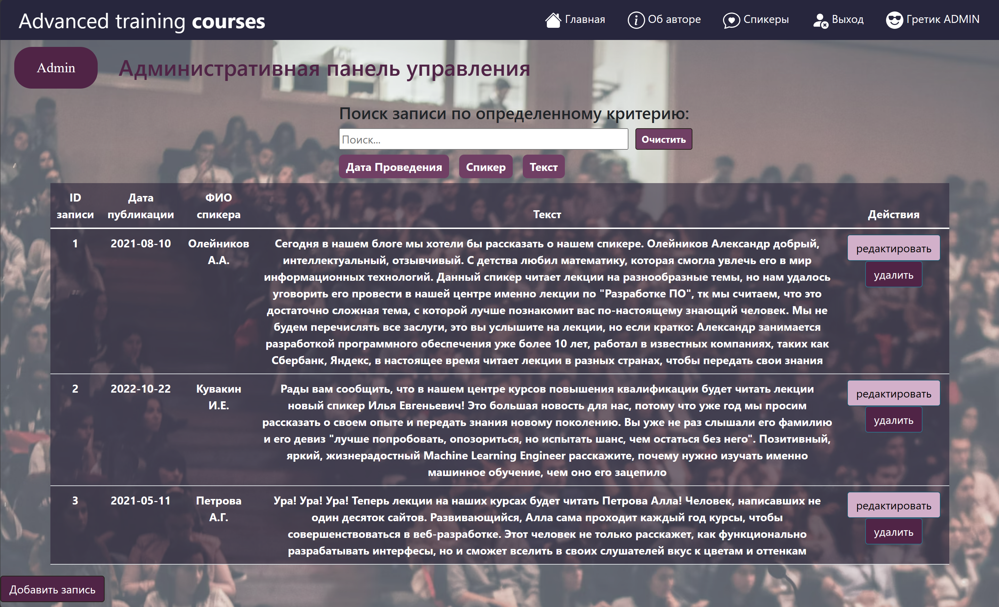 Advanced training courses
Главная
Об авторе
Спикеры
Выход
Гретик ADMIN
Admin
Административная панель управления
Поиск записи по определенному критерию:
Поиск...
Очистить
Дата Проведения
Спикер
Текст
ID записи
Дата публикации
ФИО спикера
Текст
Действия
1
2021-08-10
Олейников
А.А.
Сегодня в нашем блоге мы хотели бы рассказать о нашем спикере. Олейников Александр добрый,
интеллектуальный, отзывчивый. С детства любил математику, которая смогла увлечь его в мир
информационных технологий. Данный спикер читает лекции на разнообразные темы, но нам удалось
уговорить его провести в нашей центре именно лекции по "Разработке ПО", тк мы считаем, что это
достаточно сложная тема, с которой лучше познакомит вас по-настоящему знающий человек. Мы не
будем перечислять все заслуги, это вы услышите на лекции, но если кратко: Александр занимается
разработкой программного обеспечения уже более 10 лет, работал в известных компаниях, таких как
Сбербанк, Яндекс, в настоящее время читает лекции в разных странах, чтобы передать свои знания
редактировать
удалить
2
2022-10-22
Кувакин
И.Е.
Рады вам сообщить, что в нашем центре курсов повышения квалификации будет читать лекции
новый спикер Илья Евгеньевич! Это большая новость для нас, потому что уже год мы просим
рассказать о своем опыте и передать знания новому поколению. Вы уже не раз слышали его фамилию
и его девиз "лучше попробовать, опозориться, но испытать шанс, чем остаться без него". Позитивный,
яркий, жизнерадостный Machine Learning Engineer расскажите, почему нужно изучать именно
машинное обучение, чем оно его зацепило
редактировать
удалить
3
2021-05-11
Петрова
А.Г.
Ура! Ура! Ура! Теперь лекции на наших курсах будет читать Петрова Алла! Человек, написавших не
один десяток сайтов. Развивающийся, Алла сама проходит каждый год курсы, чтобы
совершенствоваться в веб-разработке. Этот человек не только расскажет, как функционально
разрабатывать интерфесы, но и сможет вселить в своих слушателей вкус к цветам и оттенкам
редактировать
удалить
Добавить запись